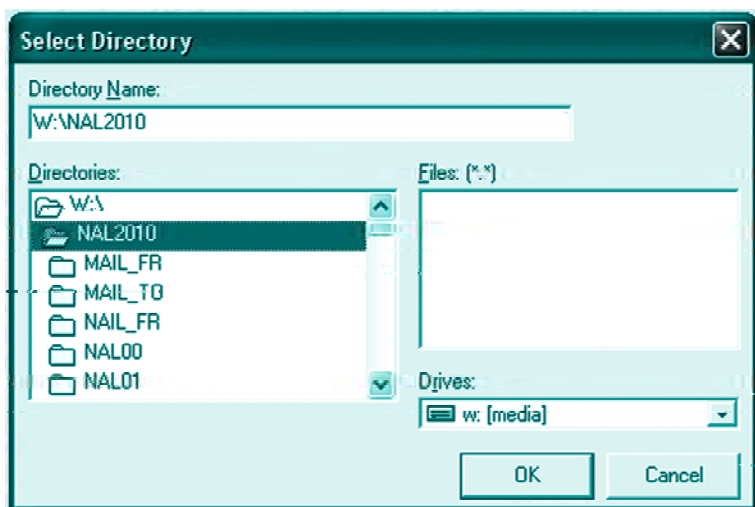 Select Directory
Directory Name:
W:\NAL2010
Directories:
W:\
NAL2010
MAIL_FR
MAIL_TO
NAIL_FR
NAL00
NAL01
Files: (*.*)
Drives:
w: [media]
OK
Cancel